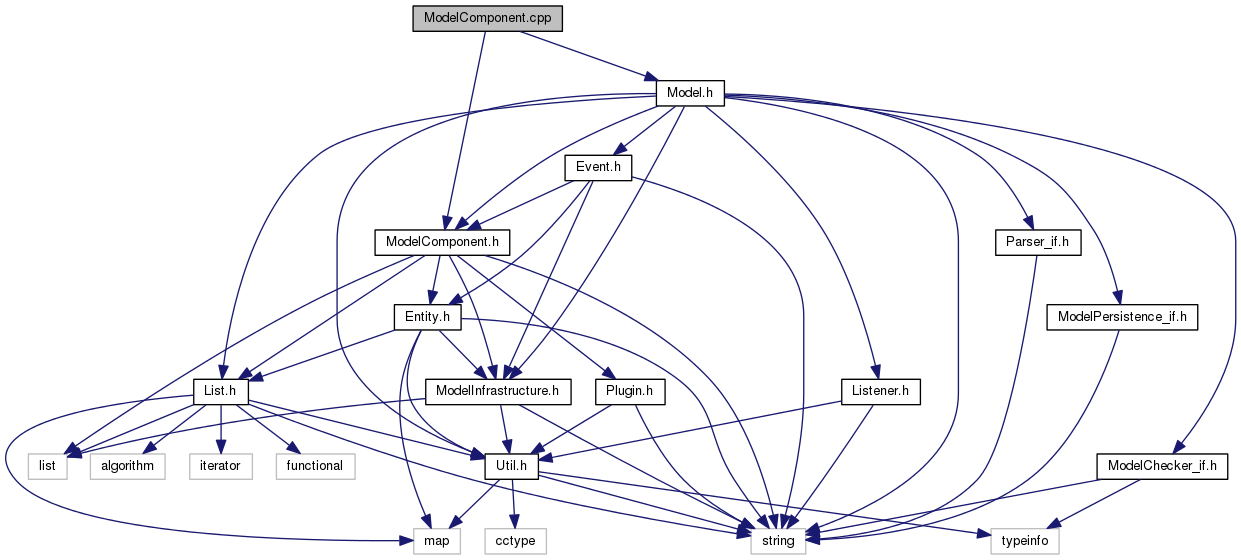 ModelComponent.cpp
Model.h
Event.h
ModelComponent.h
Parser_if.h
Entity.h
ModelPersistence_if.h
List.h
ModelInfrastructure.h
Plugin.h
Listener.h
list
algorithm
iterator
functional
Util.h
ModelChecker_if.h
map
cctype
string
typeinfo